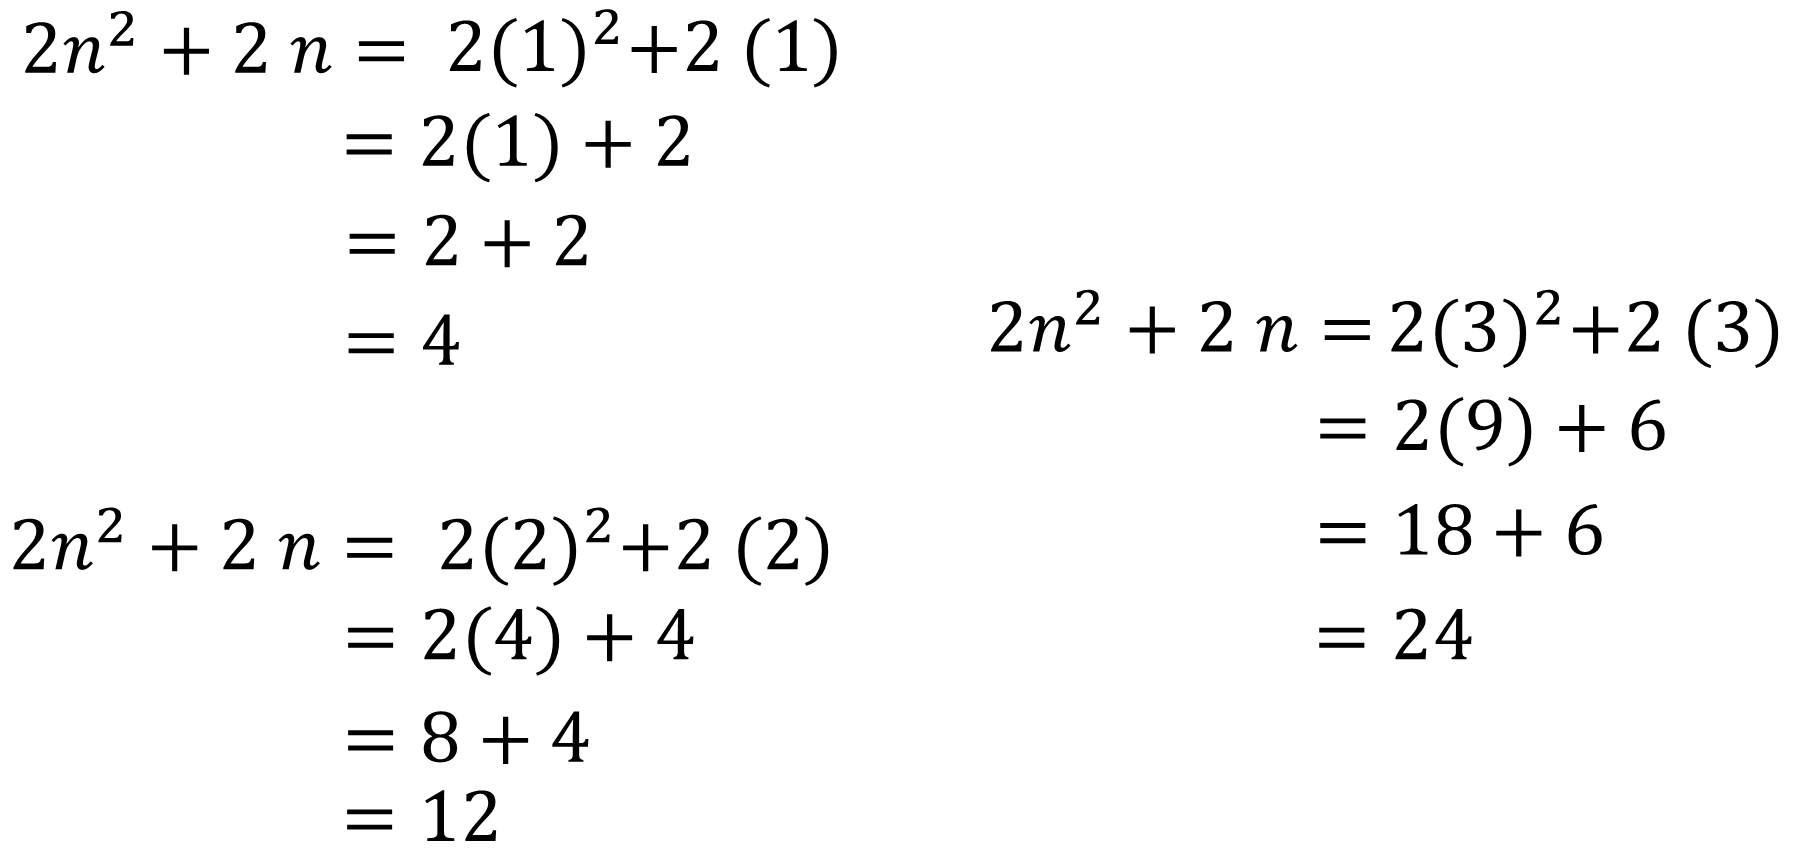 2n² + 2 n = 2(1)²+2 (1)
= 2(1) + 2
= 2 + 2
= 4
2n² + 2 n = 2(2)²+2 (2)
= 2(4) + 4
= 8 + 4
= 12
2n² + 2 n = 2(3)²+2 (3)
= 2(9) + 6
= 18 + 6
= 24